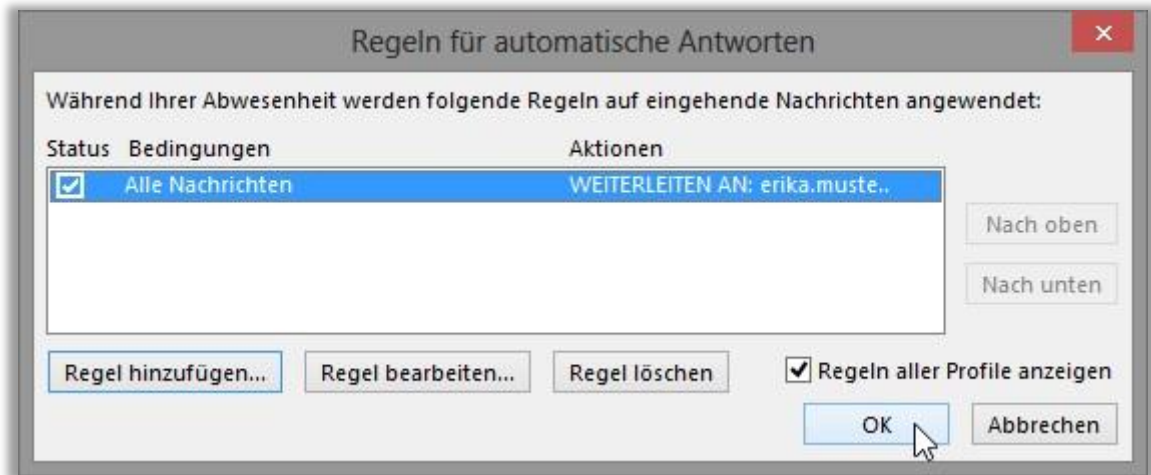 Regeln für automatische Antworten
Während Ihrer Abwesenheit werden folgende Regeln auf eingehende Nachrichten angewendet:
Status Bedingungen Aktionen
Alle Nachrichten WEITERLEITEN AN: erika.muste..
Nach oben
Nach unten
Regel hinzufügen... Regel bearbeiten... Regel löschen Regeln aller Profile anzeigen
OK Abbrechen